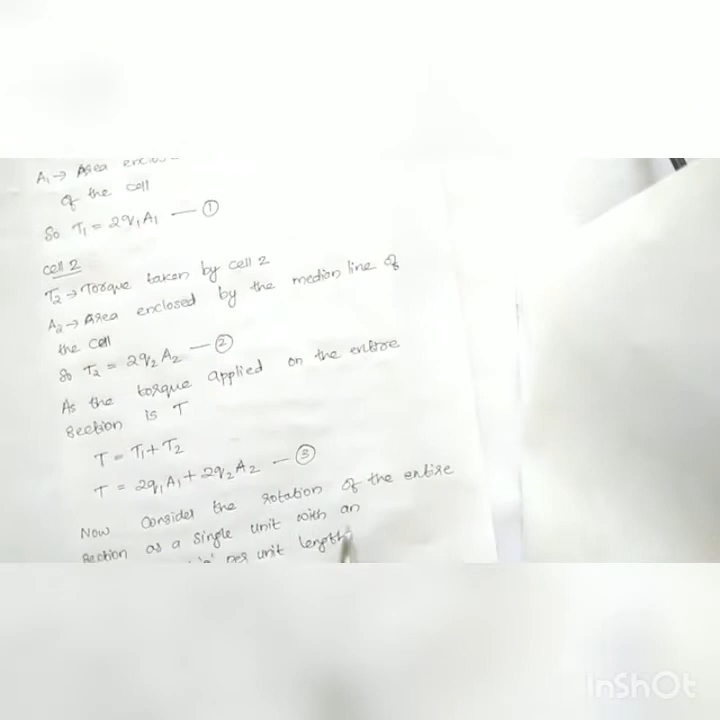 A₁ → Area
of the cell
So T₁ = 2q₁A₁ — ①
cell 2
T₂ → Torque taken by cell 2
A₂ → Area enclosed by the median line of
the cell
So T₂ = 2q₂A₂ — ②
As the torque applied on the entire
section is T
T = T₁ + T₂
T = 2q₁A₁ + 2q₂A₂ — ③
Now consider the rotation of the entire
section as a single unit with an
per unit length
InShOt